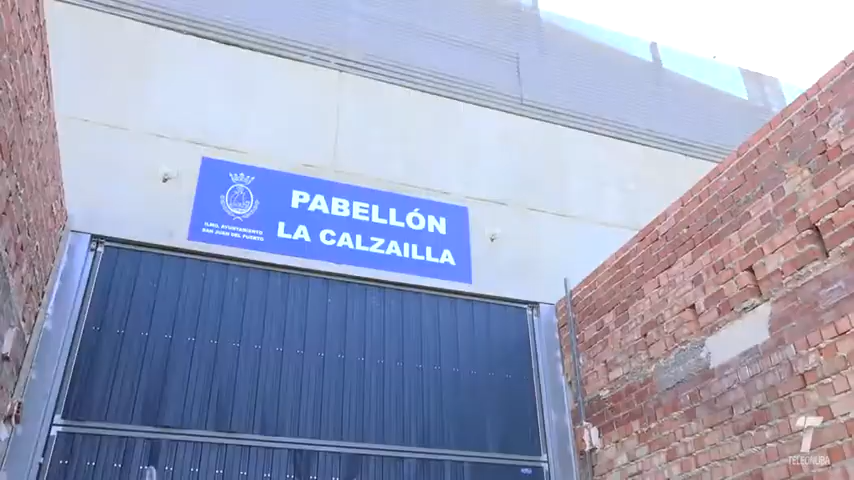 PABELLÓN
LA CALZAILLA
ILMO. AYUNTAMIENTO
SAN JUAN DEL PUERTO
TELEONUBA